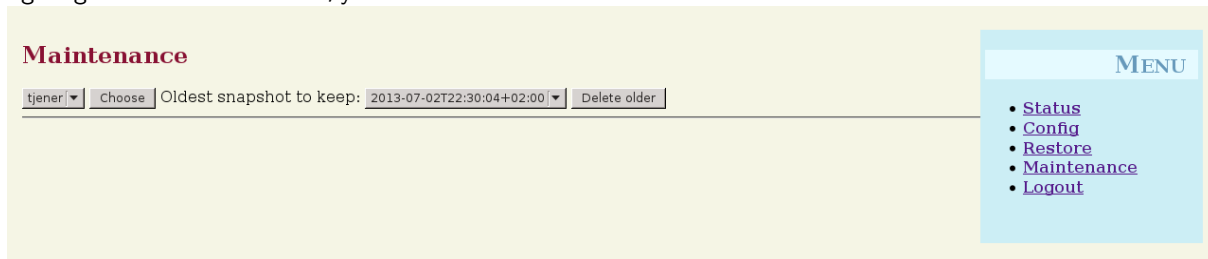 Maintenance
tjener Choose Oldest snapshot to keep: 2013-07-02T22:30:04+02:00 Delete older
MENU
Status
Config
Restore
Maintenance
Logout